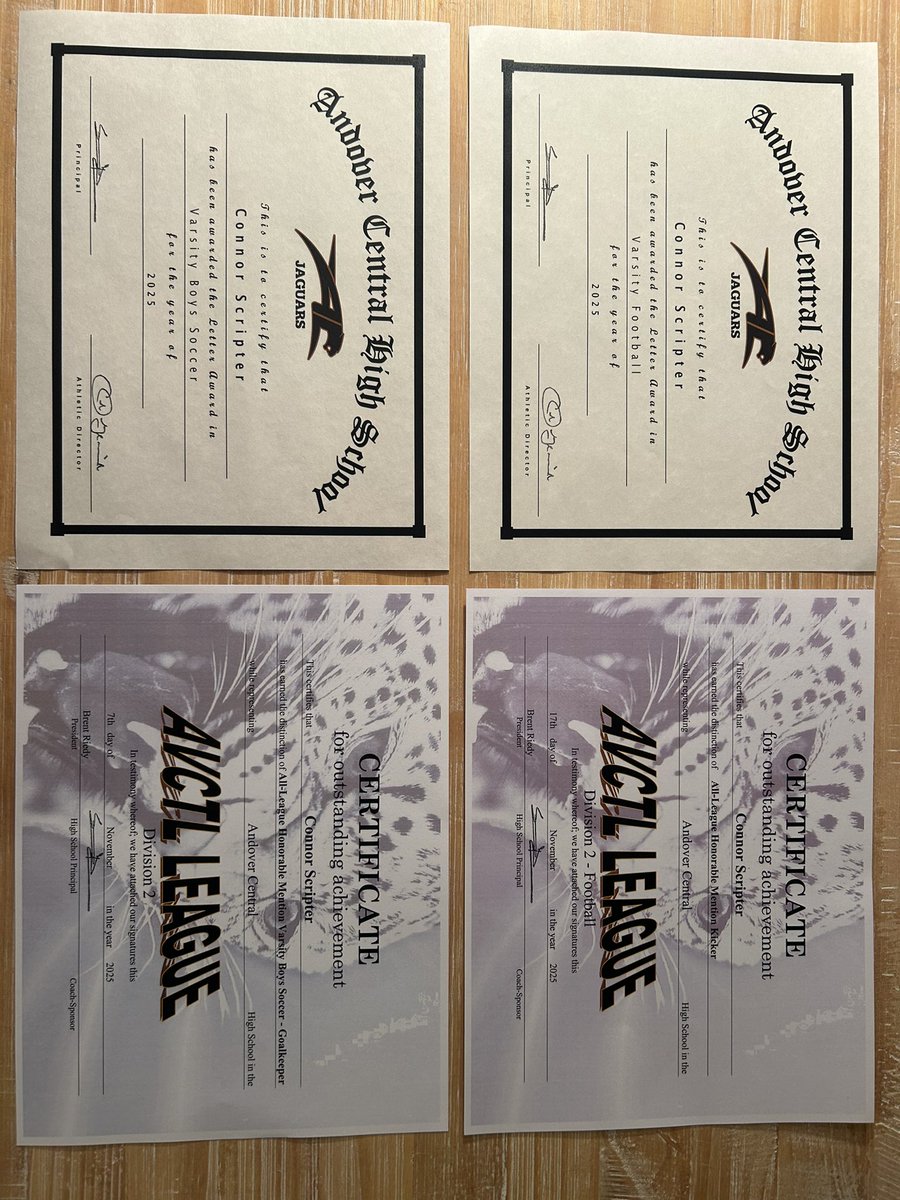 Andover Central High School
JAGUARS
This is to certify that
Connor Scripter
has been awarded the Letter Award in
Varsity Boys Soccer
for the year of
2025
Principal
Athletic Director
Andover Central High School
JAGUARS
This is to certify that
Connor Scripter
has been awarded the Letter Award in
Varsity Football
for the year of
2025
Principal
Athletic Director
CERTIFICATE
for outstanding achievement
This certifies that Connor Scripter
has earned the distinction of All-League Honorable Mention Varsity Boys Soccer - Goalkeeper
while representing Andover Central High School in the
AVCTL LEAGUE
Division 2
In testimony whereof, we have attached our signatures this
7th day of November in the year 2025
Brent Riedy
President High School Principal Coach-Sponsor
CERTIFICATE
for outstanding achievement
This certifies that Connor Scripter
has earned the distinction of All-League Honorable Mention Kicker
while representing Andover Central High School in the
AVCTL LEAGUE
Division 2 - Football
In testimony whereof, we have attached our signatures this
17th day of November in the year 2025
Brent Riedy
President High School Principal Coach-Sponsor